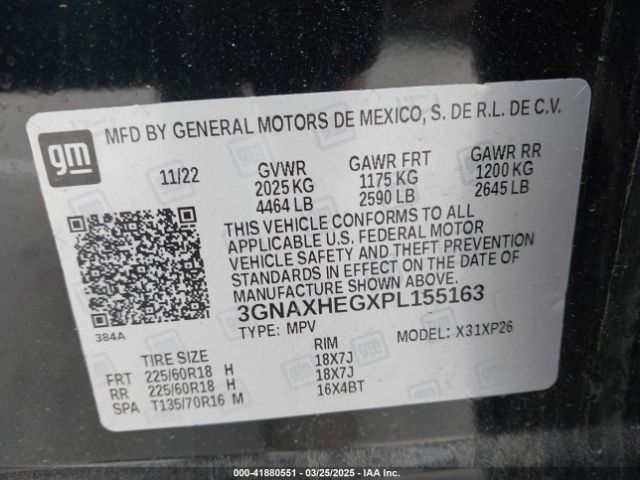 gm
MFD BY GENERAL MOTORS DE MEXICO, S. DE R.L. DE C.V.
11/22 GVWR GAWR FRT GAWR RR
2025 KG 1175 KG 1200 KG
4464 LB 2590 LB 2645 LB
THIS VEHICLE CONFORMS TO ALL
APPLICABLE U.S. FEDERAL MOTOR
VEHICLE SAFETY AND THEFT PREVENTION
STANDARDS IN EFFECT ON THE DATE OF
MANUFACTURE SHOWN ABOVE.
3GNAXHEGXPL155163
384A
TYPE: MPV MODEL: X31XP26
TIRE SIZE RIM
FRT 225/60R18 H 18X7J
RR 225/60R18 H 18X7J
SPA T135/70R16 M 16X4BT
000-41880551 — 03/25/2025 — IAA Inc.